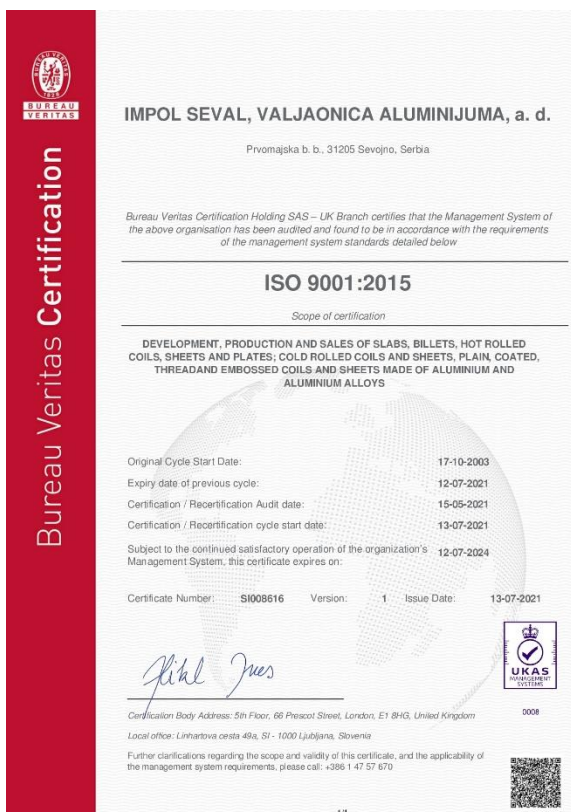 BUREAU
VERITAS
Bureau Veritas Certification
IMPOL SEVAL, VALJAONICA ALUMINIJUMA, a. d.
Prvomajska b. b., 31205 Sevojno, Serbia
Bureau Veritas Certification Holding SAS – UK Branch certifies that the Management System of
the above organisation has been audited and found to be in accordance with the requirements
of the management system standards detailed below
ISO 9001:2015
Scope of certification
DEVELOPMENT, PRODUCTION AND SALES OF SLABS, BILLETS, HOT ROLLED
COILS, SHEETS AND PLATES; COLD ROLLED COILS AND SHEETS, PLAIN, COATED,
THREADAND EMBOSSED COILS AND SHEETS MADE OF ALUMINIUM AND
ALUMINIUM ALLOYS
Original Cycle Start Date: 17-10-2003
Expiry date of previous cycle: 12-07-2021
Certification / Recertification Audit date: 15-05-2021
Certification / Recertification cycle start date: 13-07-2021
Subject to the continued satisfactory operation of the organization's
Management System, this certificate expires on: 12-07-2024
Certificate Number: SI008616 Version: 1 Issue Date: 13-07-2021
UKAS
MANAGEMENT
SYSTEMS
0008
Certification Body Address: 5th Floor, 66 Prescot Street, London, E1 8HG, United Kingdom
Local office: Linhartova cesta 49a, SI - 1000 Ljubljana, Slovenia
Further clarifications regarding the scope and validity of this certificate, and the applicability of
the management system requirements, please call: +386 1 47 57 670